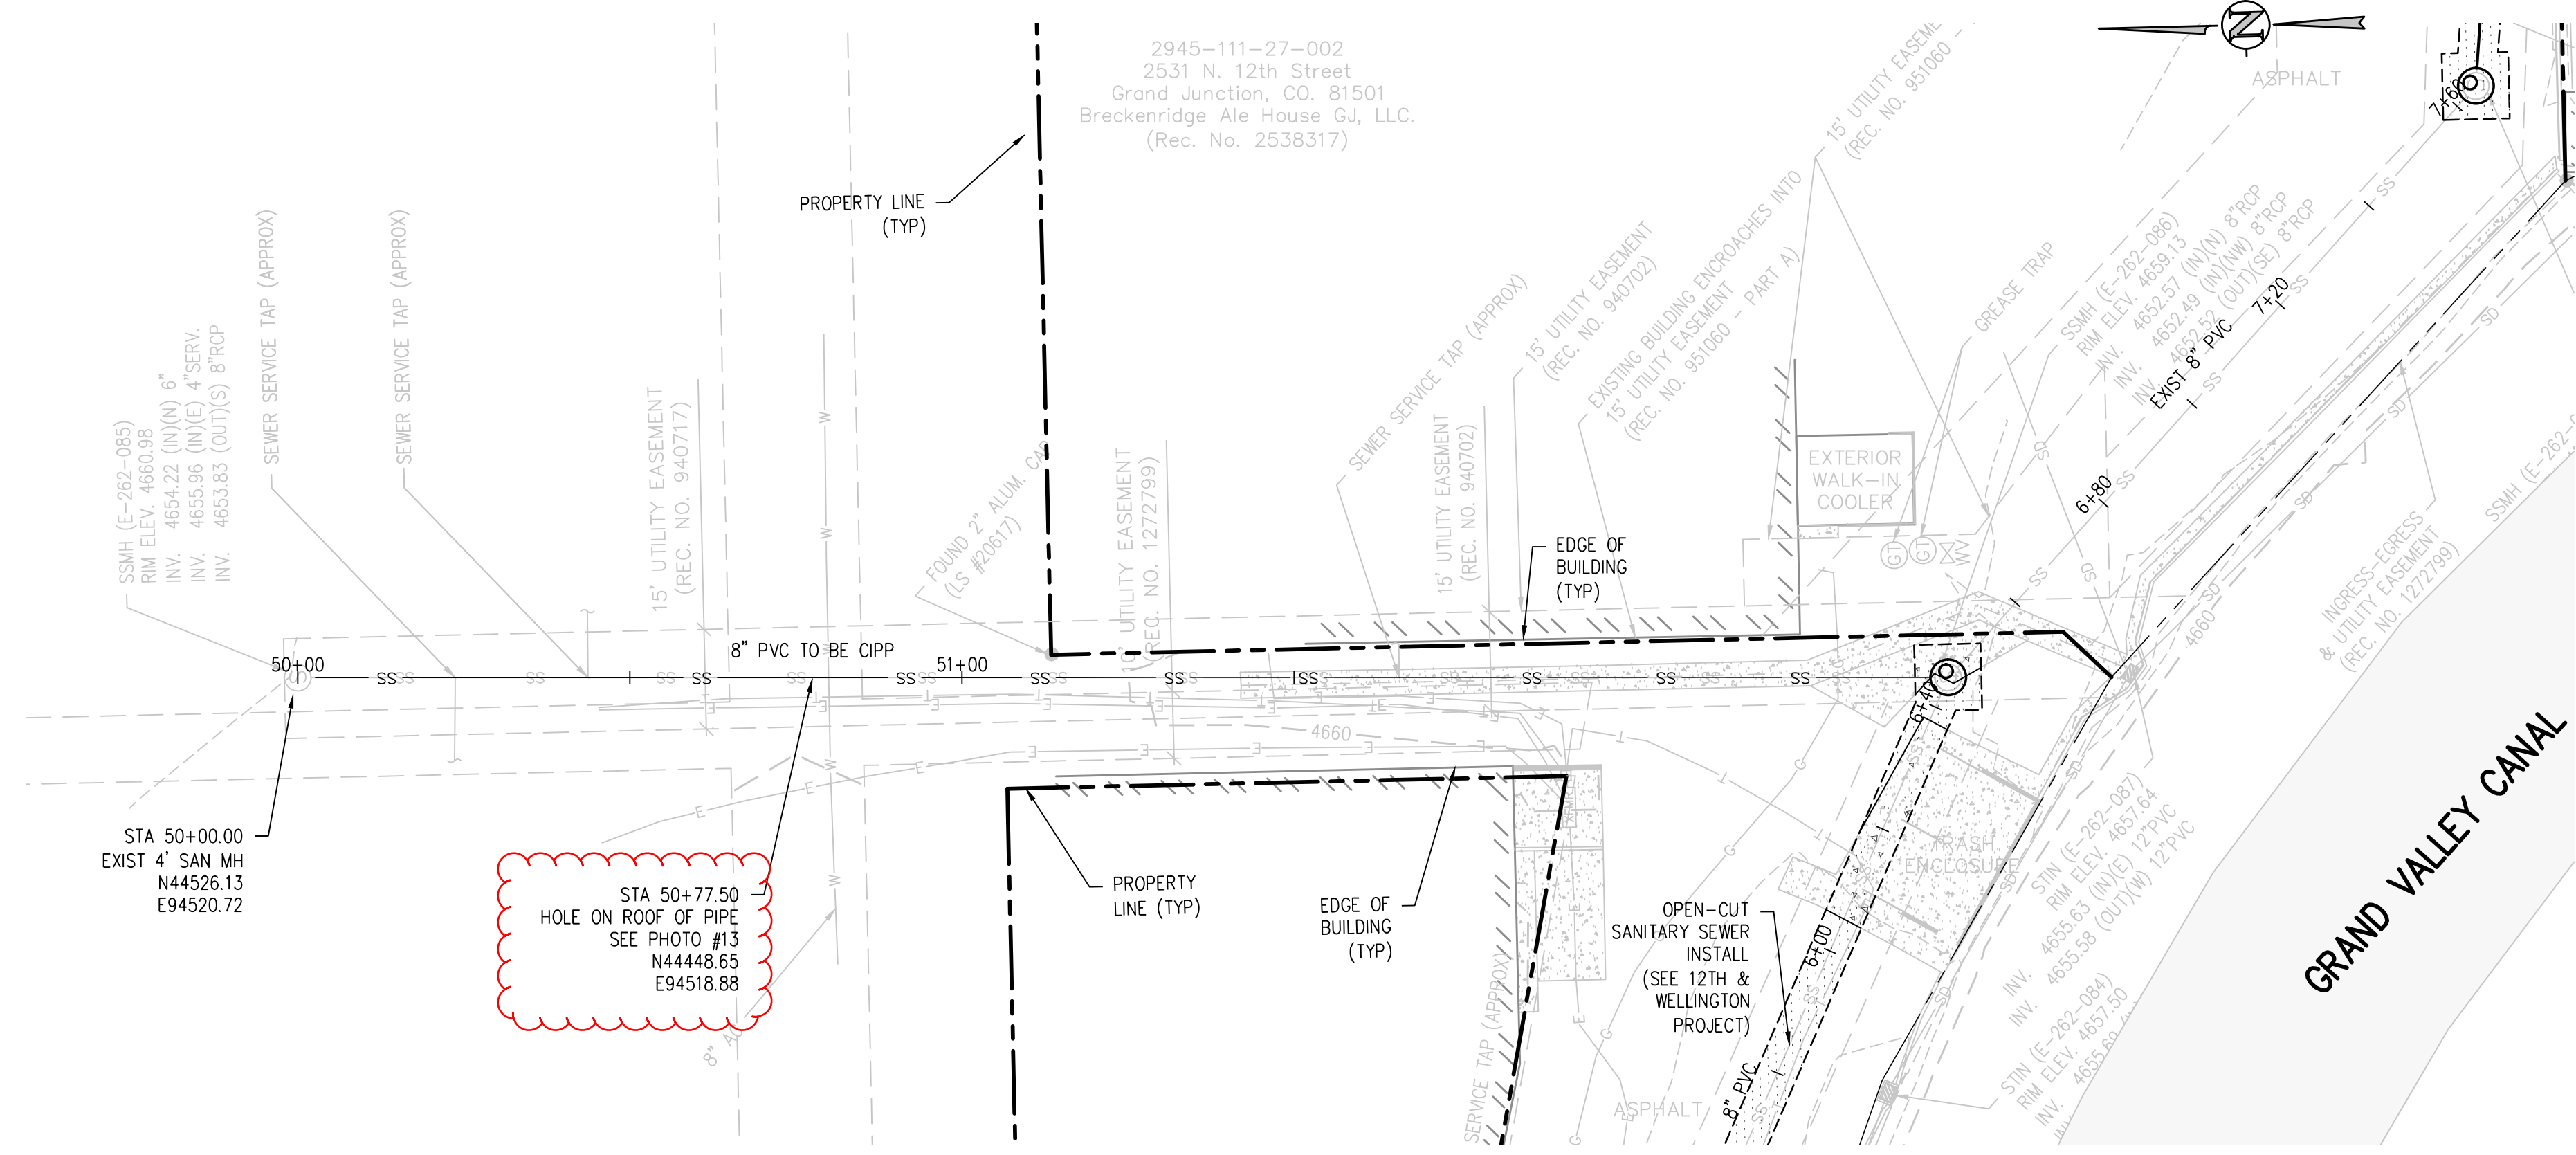 N
2945-111-27-002
2531 N. 12th Street
Grand Junction, CO. 81501
Breckenridge Ale House GJ, LLC.
(Rec. No. 2538317)
PROPERTY LINE
(TYP)
15' UTILITY
(REC. NO. 951060 -
ASPHALT
7+60
SEWER SERVICE TAP (APPROX)
SEWER SERVICE TAP (APPROX)
SSMH (E-262-085)
RIM ELEV. 4660.98
INV. 4654.22 (IN)(N) 6"
INV. 4655.96 (IN)(E) 4"SERV.
INV. 4653.83 (OUT)(S) 8"RCP
15' UTILITY EASEMENT
(REC. NO. 940717)
FOUND 2" ALUM. CAP
(LS #20617)
UTILITY EASEMENT
(REC. NO. 1272799)
SEWER SERVICE TAP (APPROX)
15' UTILITY EASEMENT
(REC. NO. 940702)
15' UTILITY EASEMENT
(REC. NO. 940702)
EXISTING BUILDING ENCROACHES INTO
15' UTILITY EASEMENT
(REC. NO. 951060 - PART A)
GREASE TRAP
SSMH (E-262-086)
RIM ELEV. 4659.13
INV. 4652.57 (IN)(N) 8"RCP
INV. 4652.49 (IN)(NW) 8"RCP
INV. 4652.52 (OUT)(SE) 8"RCP
EXIST 8" PVC
7+20
6+80
EXTERIOR
WALK-IN
COOLER
GT
GT
EDGE OF
BUILDING
(TYP)
INGRESS-EGRESS
& UTILITY EASEMENT
(REC. NO. 1272799)
SSMH
4660
50+00
8" PVC TO BE CIPP
51+00
6+40
4660
STA 50+00.00
EXIST 4' SAN MH
N44526.13
E94520.72
STA 50+77.50
HOLE ON ROOF OF PIPE
SEE PHOTO #13
N44448.65
E94518.88
8"
PROPERTY
LINE (TYP)
EDGE OF
BUILDING
(TYP)
SERVICE TAP (APPROX)
XFMR
OPEN-CUT
SANITARY SEWER
INSTALL
(SEE 12TH &
WELLINGTON
PROJECT)
6+00
8" PVC
ASPHALT
TRASH
ENCLOSURE
STIN (E-262-087)
RIM ELEV. 4657.64
INV. 4655.63 (IN)(E) 12"PVC
INV. 4655.58 (OUT)(W) 12"PVC
STIN (E-262-084)
RIM ELEV. 4657.50
INV.
GRAND VALLEY CANAL